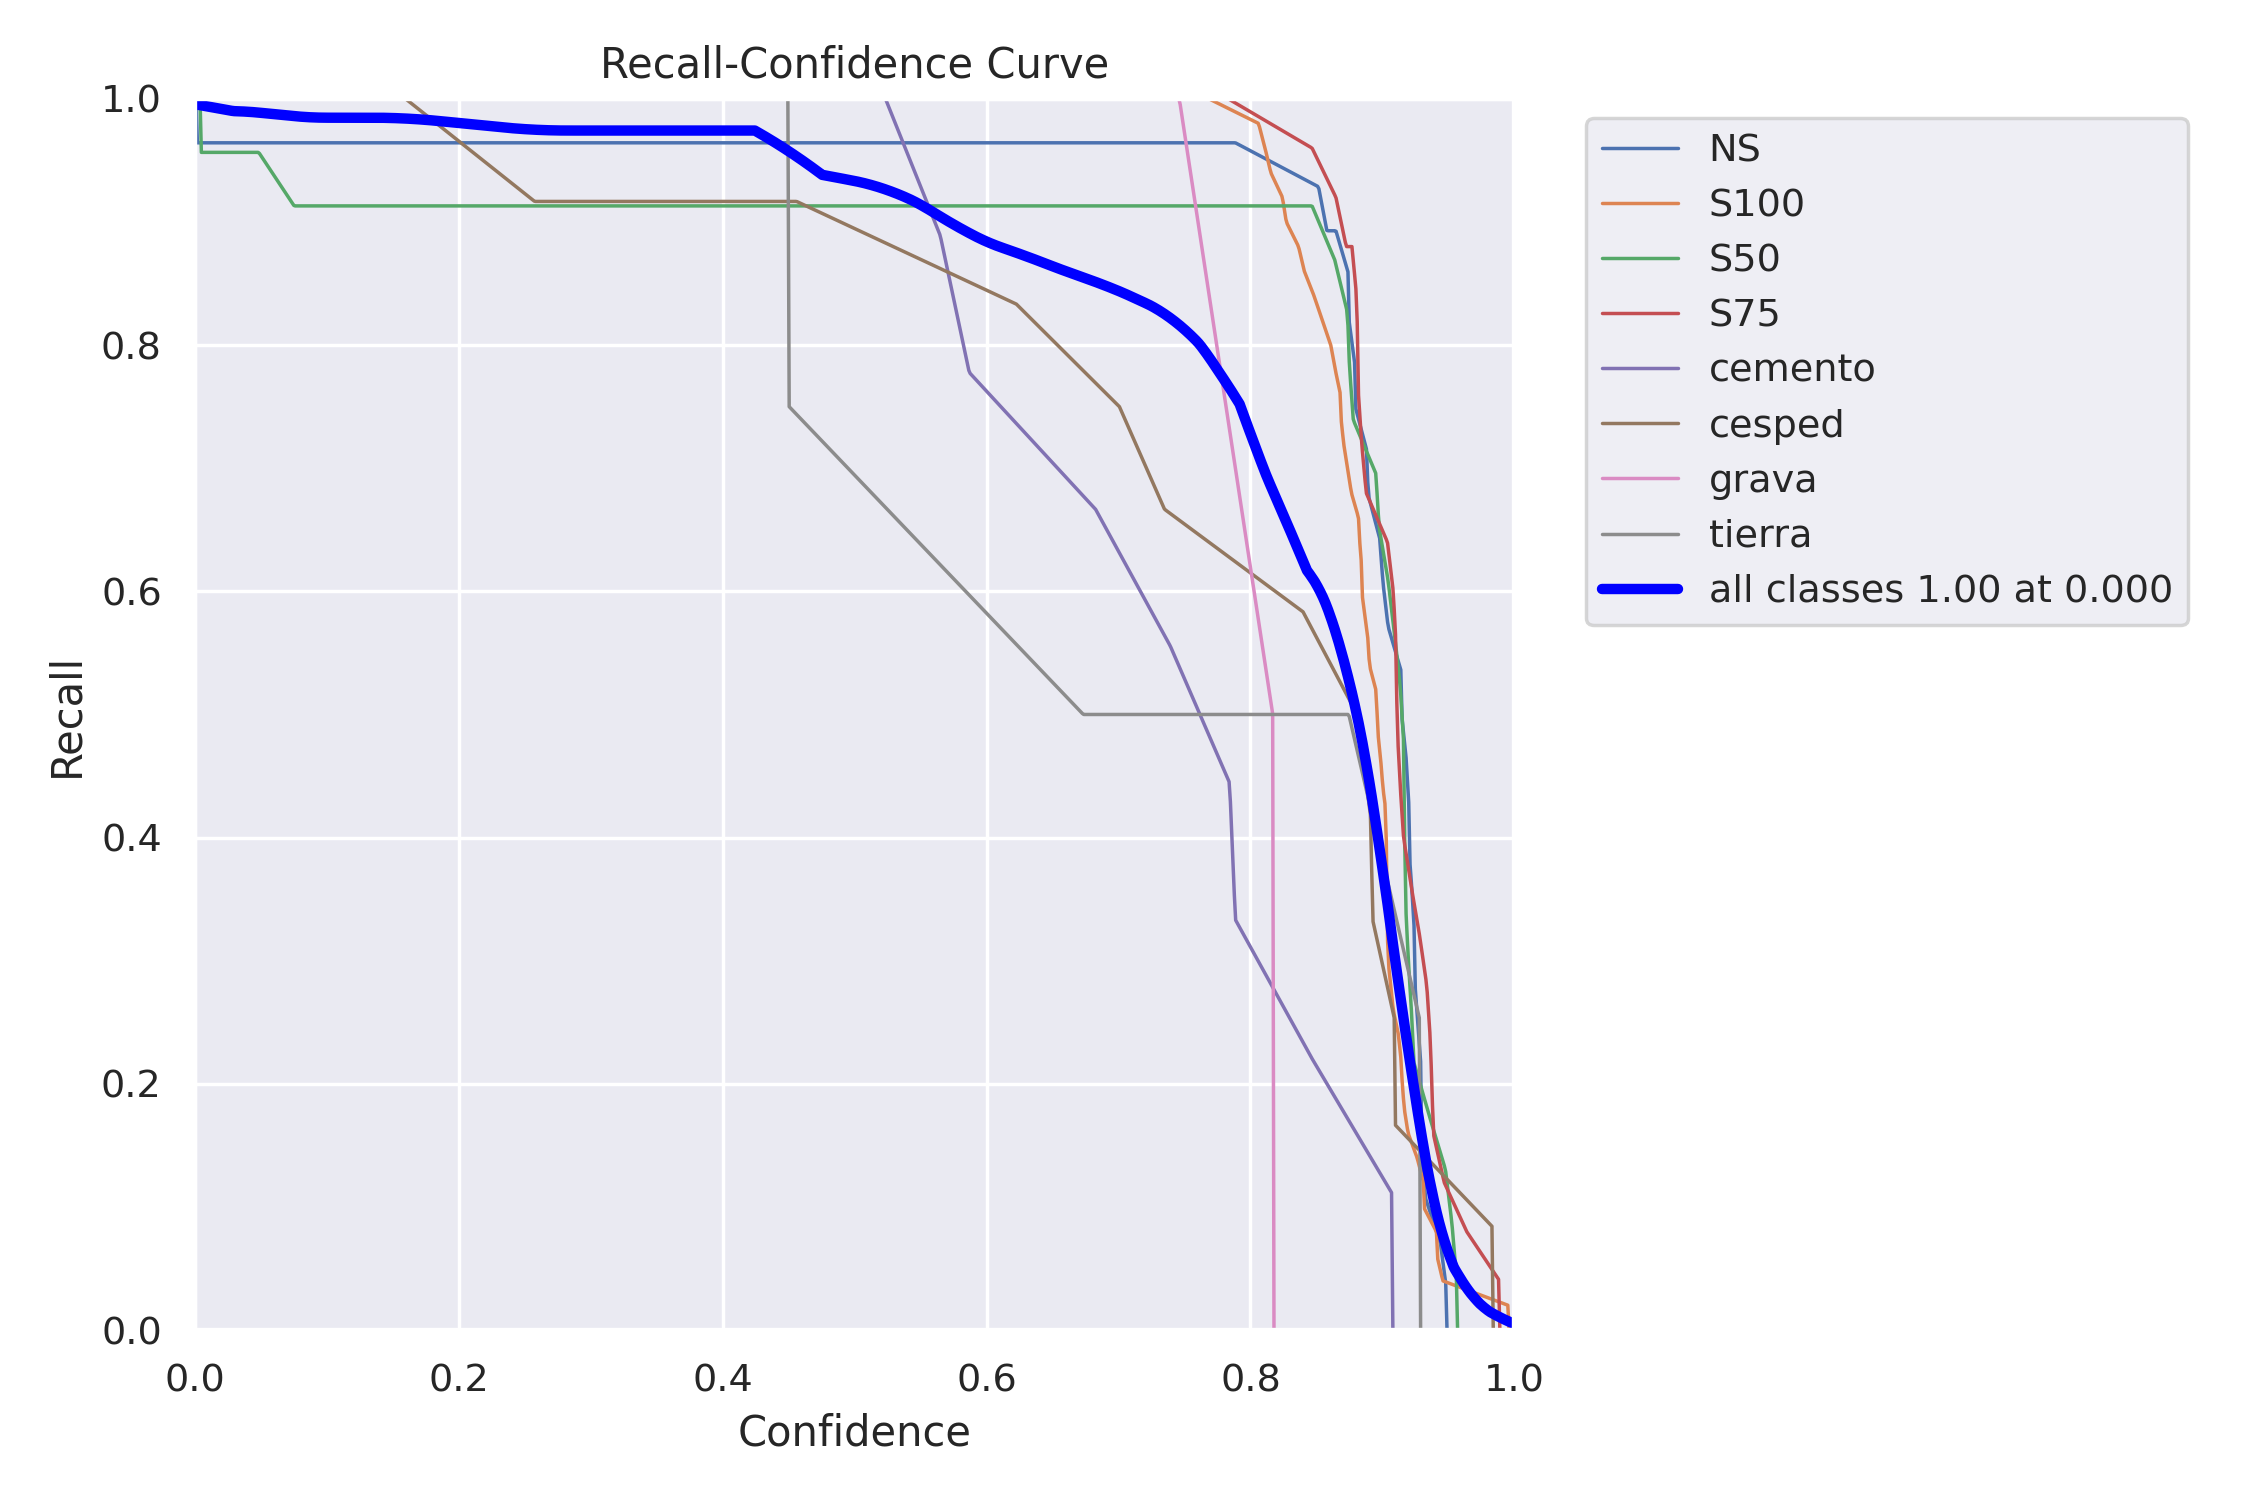 Recall-Confidence Curve
1.0
0.8
0.6
0.4
0.2
0.0
Recall
0.0 0.2 0.4 0.6 0.8 1.0
Confidence
NS
S100
S50
S75
cemento
cesped
grava
tierra
all classes 1.00 at 0.000